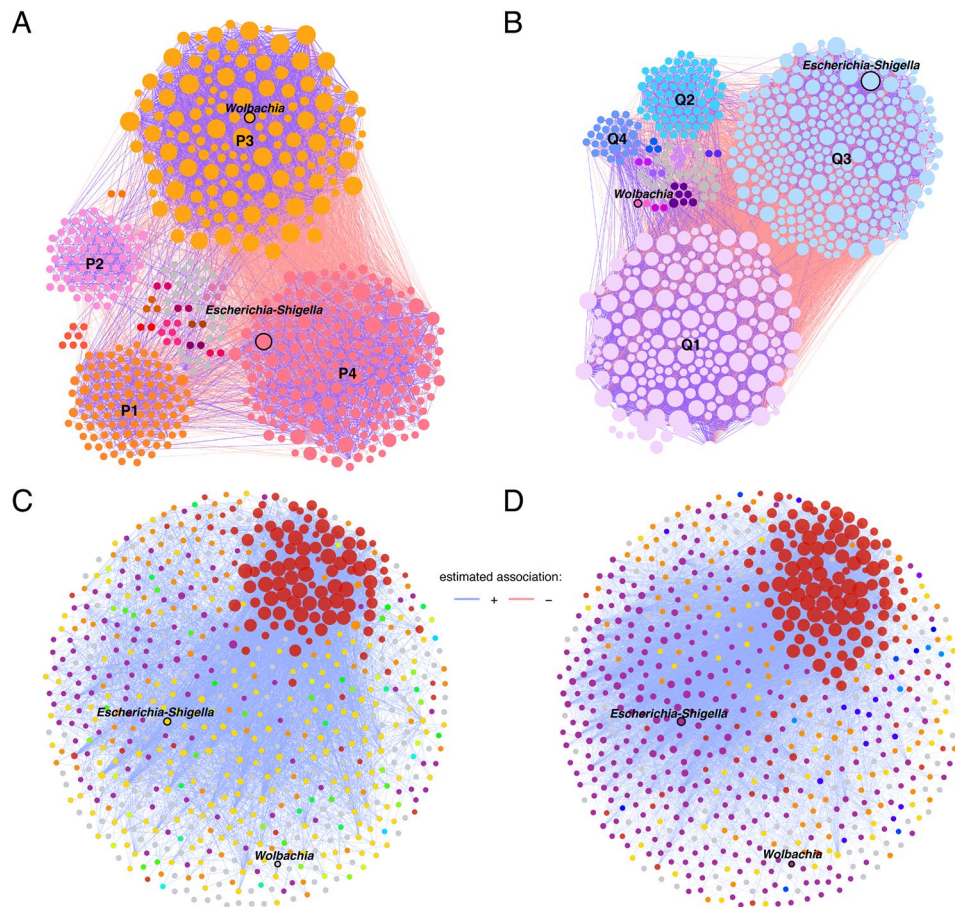 A
B
Wolbachia
P3
P2
Escherichia-Shigella
P4
P1
Escherichia-Shigella
Q2
Q4
Q3
Wolbachia
Q1
C
D
estimated association:
+ −
Escherichia-Shigella
Wolbachia
Escherichia-Shigella
Wolbachia